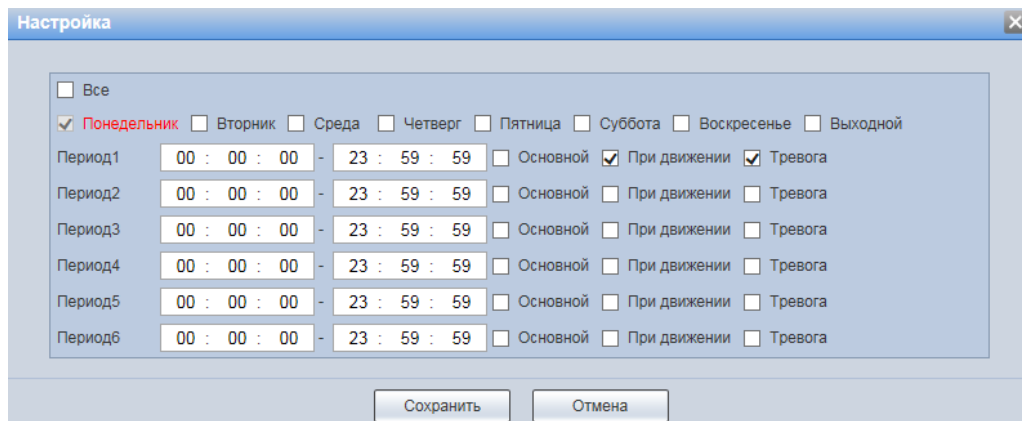 Настройка
Все
Понедельник Вторник Среда Четверг Пятница Суббота Воскресенье Выходной
Период1 00 : 00 : 00 - 23 : 59 : 59 Основной При движении Тревога
Период2 00 : 00 : 00 - 23 : 59 : 59 Основной При движении Тревога
Период3 00 : 00 : 00 - 23 : 59 : 59 Основной При движении Тревога
Период4 00 : 00 : 00 - 23 : 59 : 59 Основной При движении Тревога
Период5 00 : 00 : 00 - 23 : 59 : 59 Основной При движении Тревога
Период6 00 : 00 : 00 - 23 : 59 : 59 Основной При движении Тревога
Сохранить Отмена